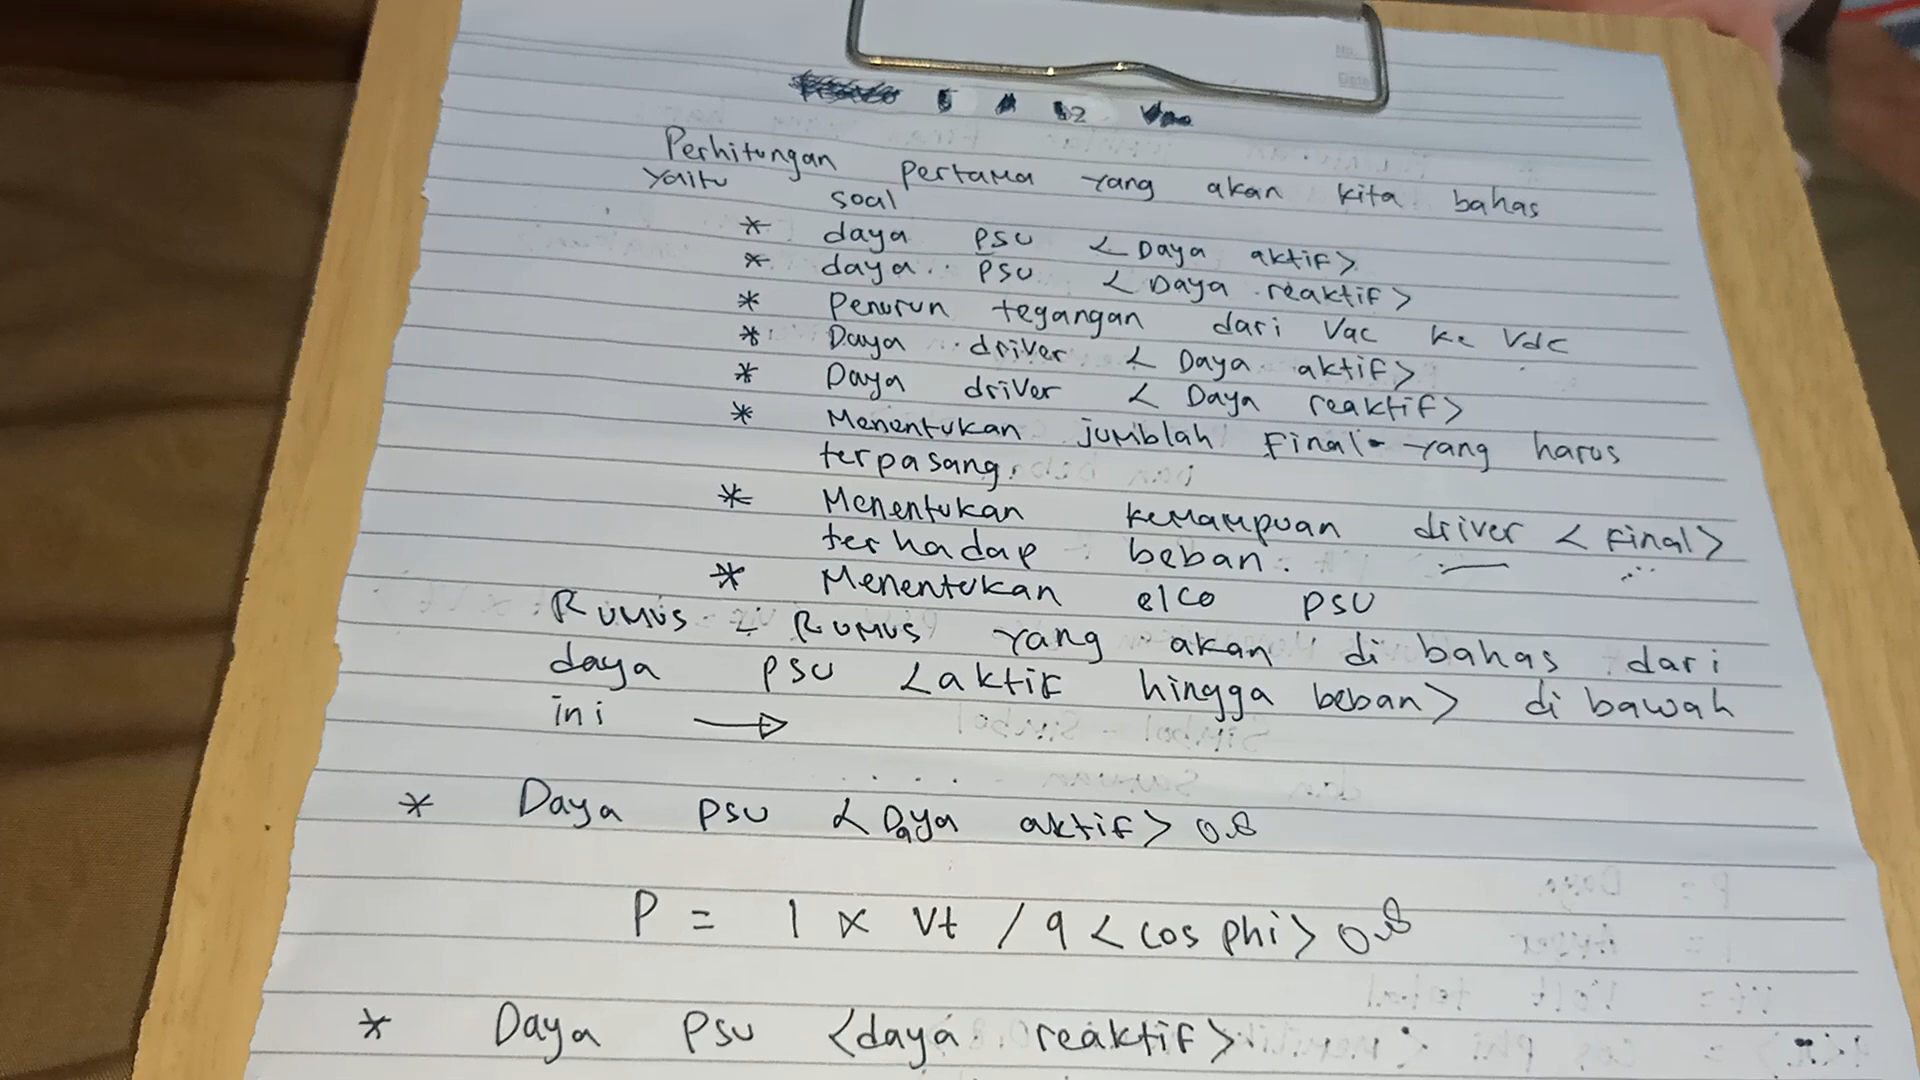 Perhitungan pertama yang akan kita bahas
yaitu soal
* daya psu < Daya aktif>
* daya psu < Daya reaktif>
* Penurun tegangan dari Vac ke Vdc
* Daya driver < Daya aktif>
* Daya driver < Daya reaktif>
* Menentukan jumblah Final yang harus
terpasang.
* Menentukan kemampuan driver < Final>
terhadap beban.
* Menentukan elco psu
Rumus - Rumus yang akan di bahas dari
daya psu <aktif hingga beban> di bawah
ini →
* Daya psu < Daya aktif> 0.8
P = I x Vt / 9 < cos phi> 0.8
* Daya psu <daya reaktif>